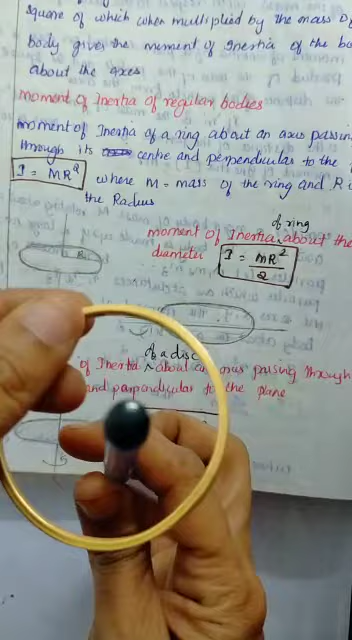 square of which when multiplied by the mass of
body gives the moment of Inertia of the bo
about the axes
moment of Inertia of regular bodies
moment of Inertia of a ring about an axis passin
through its centre and perpendicular to the
I = MR² where M = mass of the ring and R i
the Radius
of ring
moment of Inertia about the
diameter I = MR²/2
of a disc
of Inertia about an axis passing through
and parpendicular to the plane